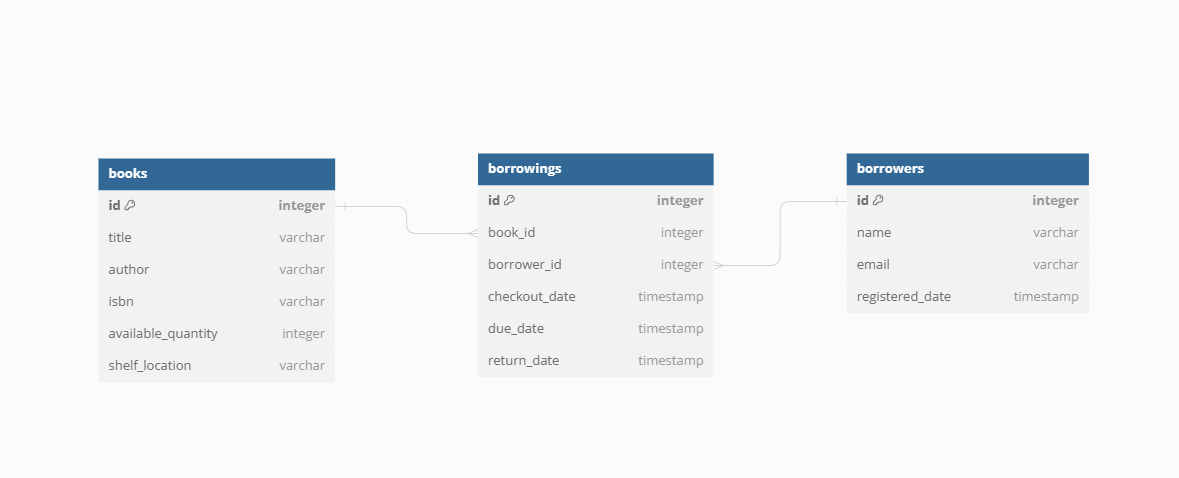 books
id integer
title varchar
author varchar
isbn varchar
available_quantity integer
shelf_location varchar
borrowings
id integer
book_id integer
borrower_id integer
checkout_date timestamp
due_date timestamp
return_date timestamp
borrowers
id integer
name varchar
email varchar
registered_date timestamp